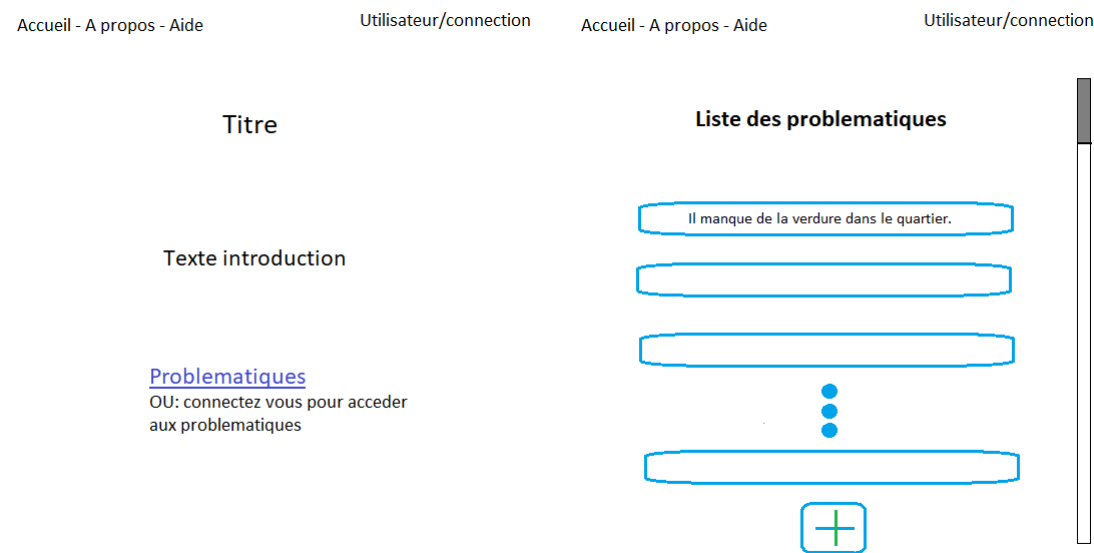 Accueil - A propos - Aide
Utilisateur/connection
Titre
Texte introduction
Problematiques
OU: connectez vous pour acceder
aux problematiques
Accueil - A propos - Aide
Utilisateur/connection
Liste des problematiques
Il manque de la verdure dans le quartier.